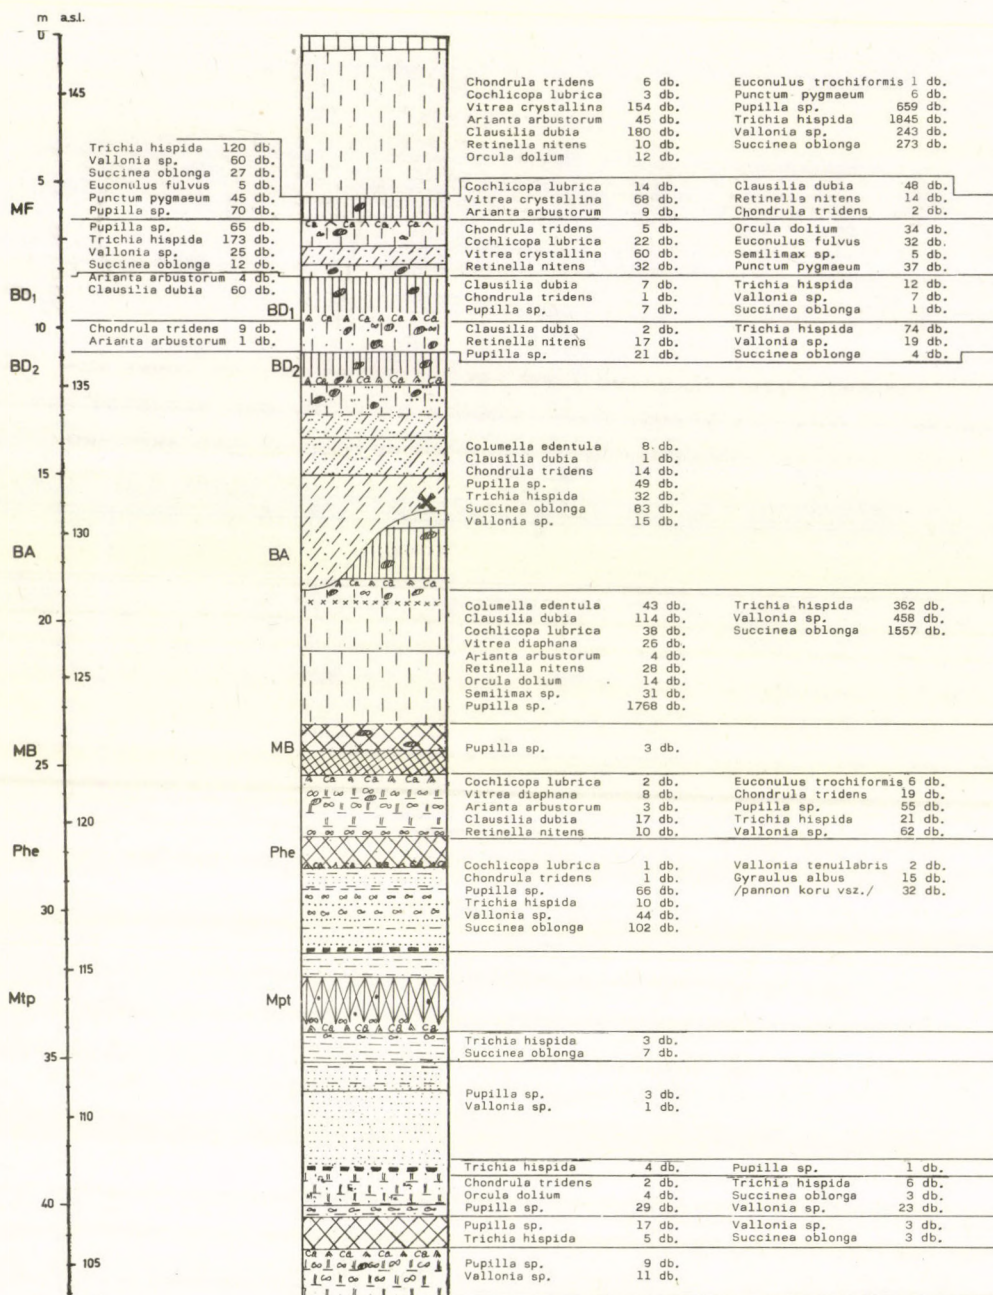 m a.s.l.
0
145
Chondrula tridens 6 db. Euconulus trochiformis 1 db.
Cochlicopa lubrica 3 db. Punctum pygmaeum 6 db.
Vitrea crystallina 154 db. Pupilla sp. 659 db.
Arianta arbustorum 45 db. Trichia hispida 1845 db.
Clausilia dubia 180 db. Vallonia sp. 243 db.
Retinella nitens 10 db. Succinea oblonga 273 db.
Orcula dolium 12 db.
Trichia hispida 120 db.
Vallonia sp. 60 db.
Succinea oblonga 27 db.
Euconulus fulvus 5 db.
Punctum pygmaeum 45 db.
Pupilla sp. 70 db.
5
MF
Cochlicopa lubrica 14 db. Clausilia dubia 48 db.
Vitrea crystallina 68 db. Retinella nitens 14 db.
Arianta arbustorum 9 db. Chondrula tridens 2 db.
Ca Ca Ca Ca
Pupilla sp. 65 db.
Trichia hispida 173 db.
Vallonia sp. 25 db.
Succinea oblonga 12 db.
Arianta arbustorum 4 db.
Clausilia dubia 60 db.
Chondrula tridens 5 db. Orcula dolium 34 db.
Cochlicopa lubrica 22 db. Euconulus fulvus 32 db.
Vitrea crystallina 60 db. Semilimax sp. 5 db.
Retinella nitens 32 db. Punctum pygmaeum 37 db.
BD1
BD1
Clausilia dubia 7 db. Trichia hispida 12 db.
Chondrula tridens 1 db. Vallonia sp. 7 db.
Pupilla sp. 7 db. Succinea oblonga 1 db.
Ca Ca Ca
10
Chondrula tridens 9 db.
Arianta arbustorum 1 db.
Clausilia dubia 2 db. Trichia hispida 74 db.
Retinella nitens 17 db. Vallonia sp. 19 db.
Pupilla sp. 21 db. Succinea oblonga 4 db.
BD2
BD2
Ca Ca Ca
135
15
Columella edentula 8 db.
Clausilia dubia 1 db.
Chondrula tridens 14 db.
Pupilla sp. 49 db.
Trichia hispida 32 db.
Succinea oblonga 83 db.
Vallonia sp. 15 db.
130
BA
BA
Ca Ca Ca
20
Columella edentula 43 db. Trichia hispida 362 db.
Clausilia dubia 114 db. Vallonia sp. 458 db.
Cochlicopa lubrica 38 db. Succinea oblonga 1557 db.
Vitrea diaphana 26 db.
Arianta arbustorum 4 db.
Retinella nitens 28 db.
Orcula dolium 14 db.
Semilimax sp. 31 db.
Pupilla sp. 1768 db.
125
MB
MB
Pupilla sp. 3 db.
25
Ca Ca Ca
Cochlicopa lubrica 2 db. Euconulus trochiformis 6 db.
Vitrea diaphana 8 db. Chondrula tridens 19 db.
Arianta arbustorum 3 db. Pupilla sp. 55 db.
Clausilia dubia 17 db. Trichia hispida 21 db.
Retinella nitens 10 db. Vallonia sp. 62 db.
120
Phe
Phe
Cochlicopa lubrica 1 db. Vallonia tenuilabris 2 db.
Chondrula tridens 1 db. Gyraulus albus 15 db.
Pupilla sp. 66 db. /pannon koru vsz./ 32 db.
Trichia hispida 10 db.
Vallonia sp. 44 db.
Succinea oblonga 102 db.
30
115
Mtp
Mpt
Ca Ca Ca Ca
Trichia hispida 3 db.
Succinea oblonga 7 db.
35
Pupilla sp. 3 db.
Vallonia sp. 1 db.
110
Trichia hispida 4 db. Pupilla sp. 1 db.
Chondrula tridens 2 db. Trichia hispida 6 db.
Orcula dolium 4 db. Succinea oblonga 3 db.
Pupilla sp. 29 db. Vallonia sp. 23 db.
40
Pupilla sp. 17 db. Vallonia sp. 3 db.
Trichia hispida 5 db. Succinea oblonga 3 db.
Ca Ca Ca Ca
105
Pupilla sp. 9 db.
Vallonia sp. 11 db.